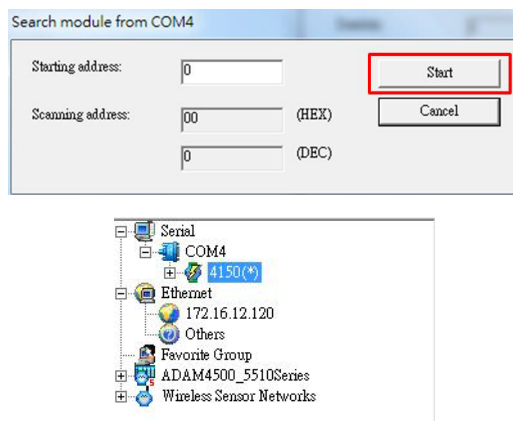 Search module from COM4
Starting address:
0
Start
Scanning address:
00
(HEX)
Cancel
0
(DEC)
Serial
COM4
4150(*)
Ethernet
172.16.12.120
Others
Favorite Group
ADAM4500_5510Series
Wireless Sensor Networks